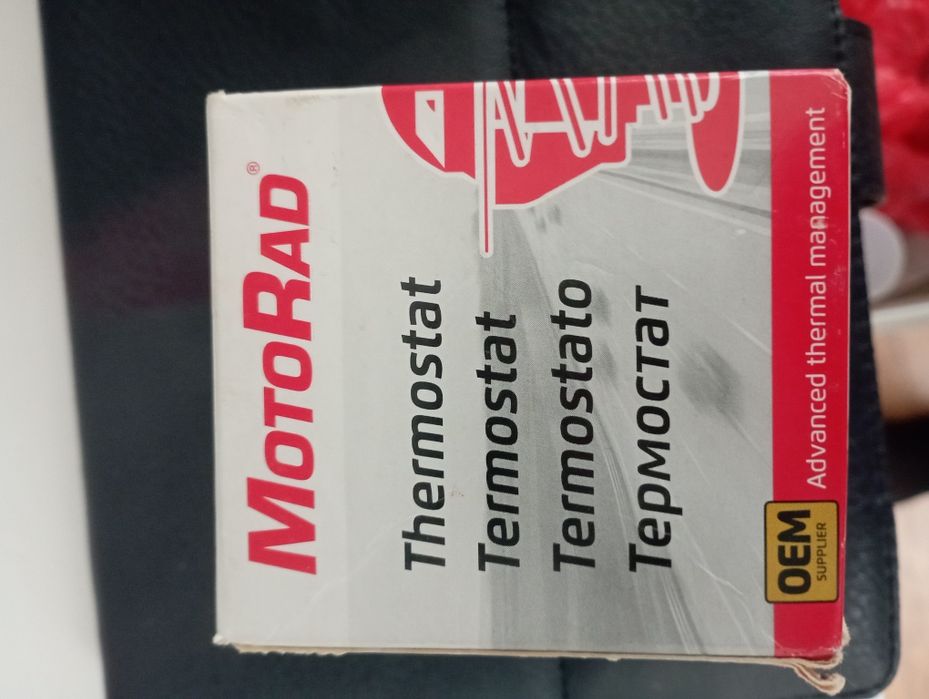 MOTORAD®
Thermostat
Termostat
Termostato
Термостат
OEM
SUPPLIER
Advanced thermal management